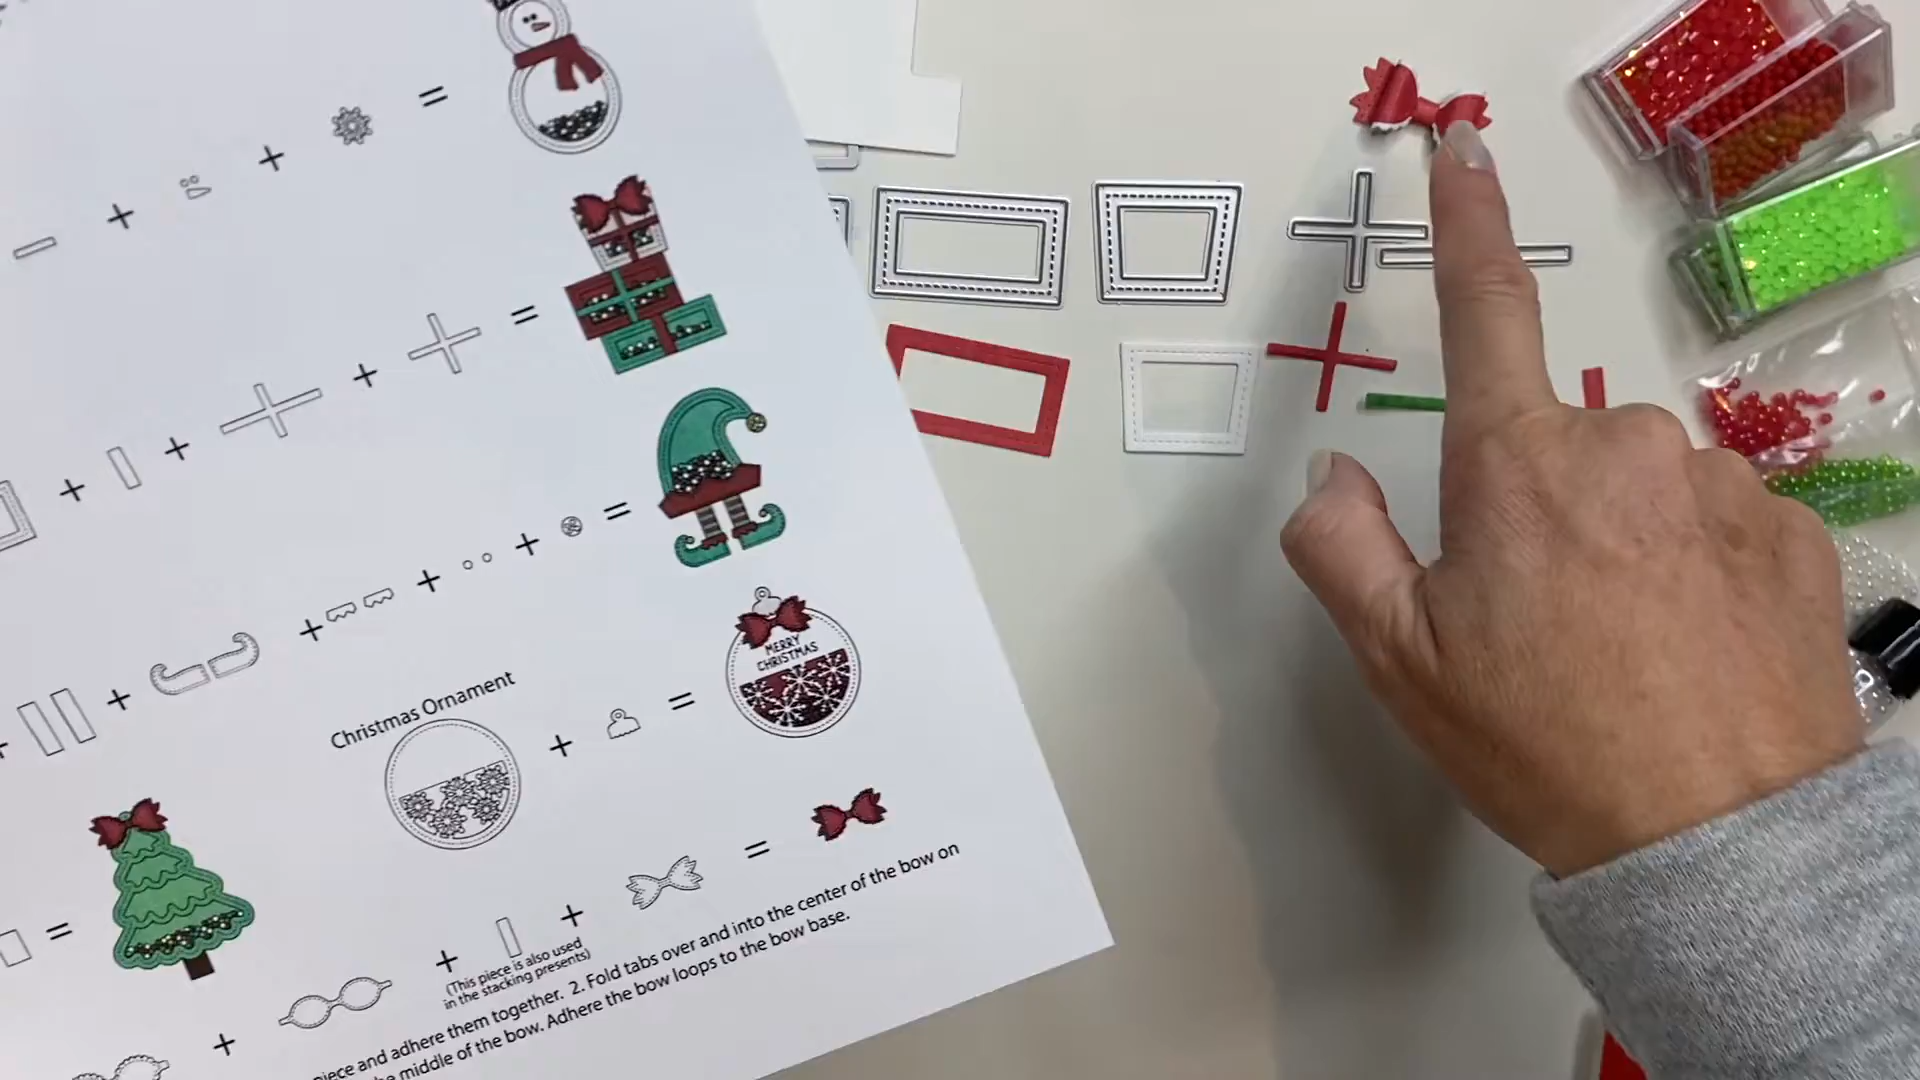 Christmas Ornament
MERRY
CHRISTMAS
(This piece is also used
in the stacking presents)
piece and adhere them together. 2. Fold tabs over and into the center of the bow on
the middle of the bow. Adhere the bow loops to the bow base.